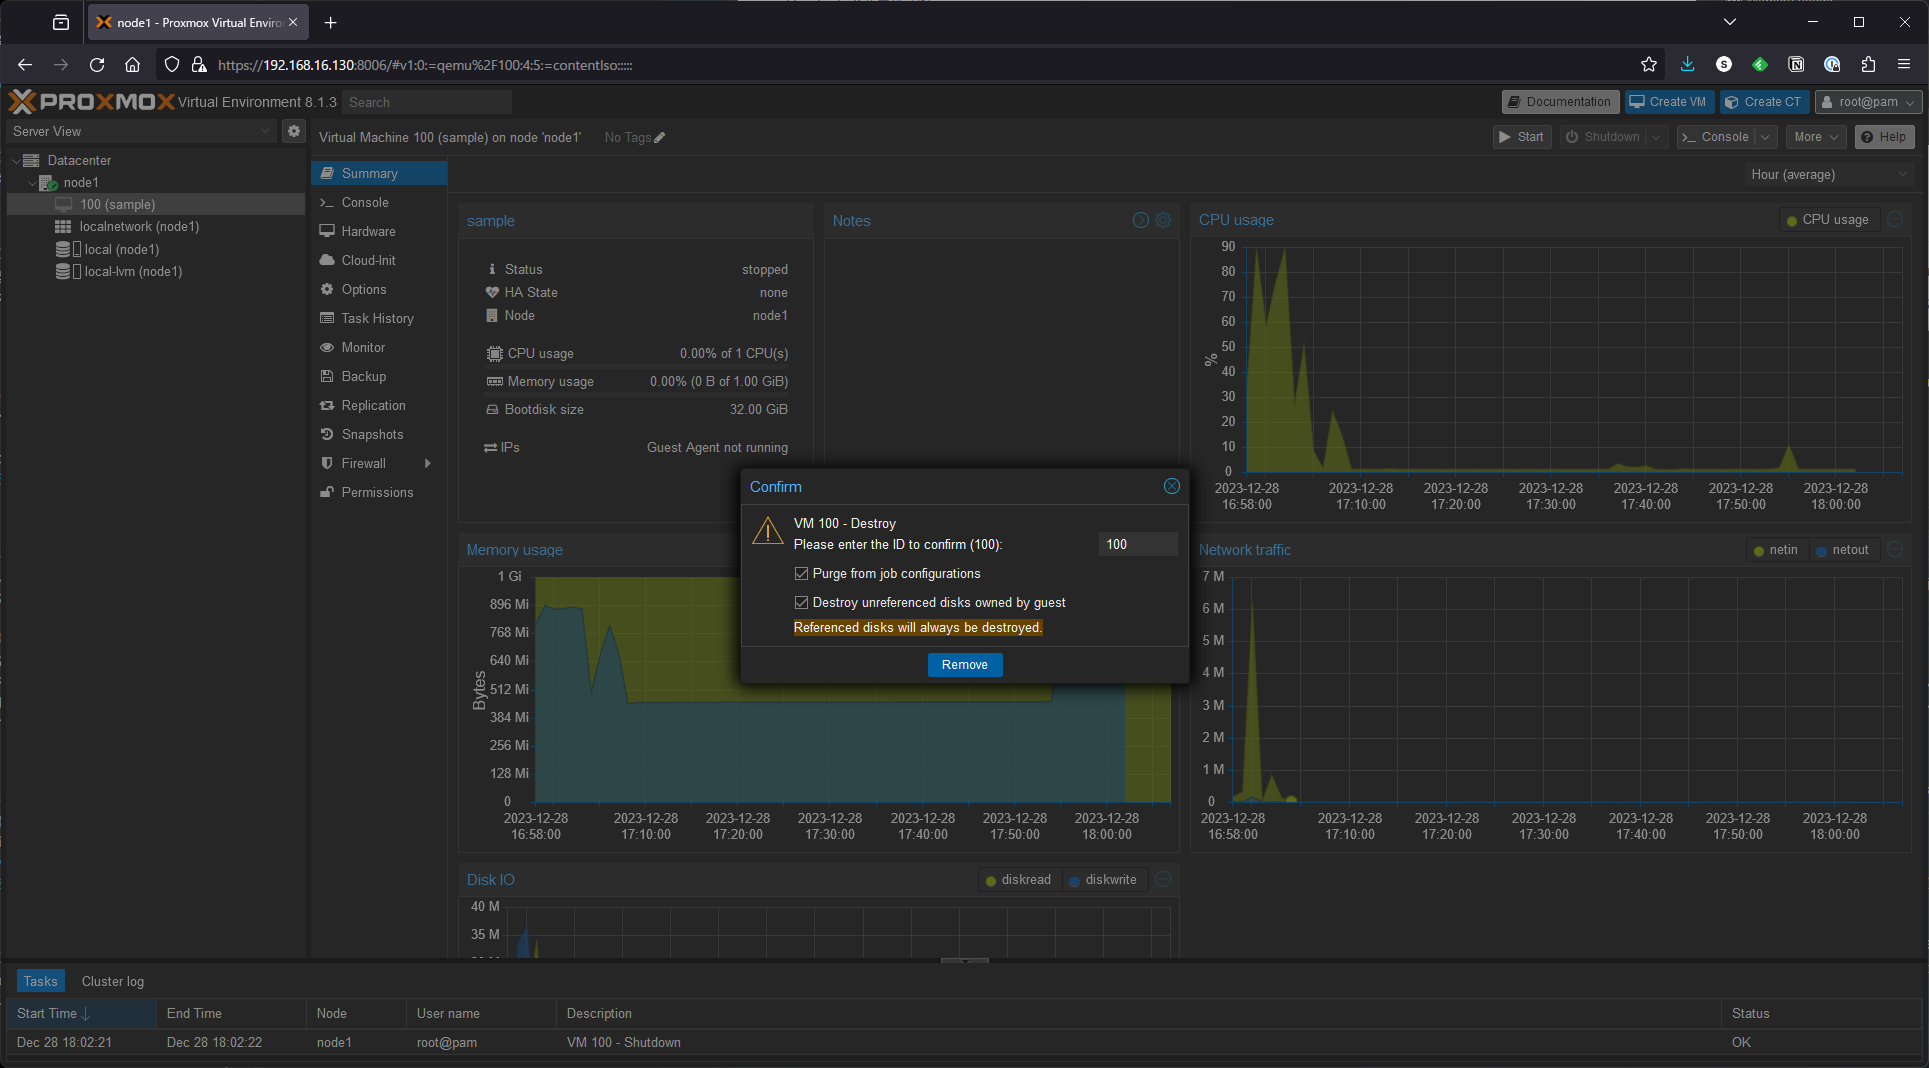 node1 - Proxmox Virtual Enviro
https://192.168.16.130:8006/#v1:0:=qemu%2F100:4:5:=contentIso:::::
PROXMOX Virtual Environment 8.1.3 Search
Documentation Create VM Create CT root@pam
Server View
Virtual Machine 100 (sample) on node 'node1' No Tags
Start Shutdown Console More Help
Datacenter
node1
100 (sample)
localnetwork (node1)
local (node1)
local-lvm (node1)
Summary
Console
Hardware
Cloud-Init
Options
Task History
Monitor
Backup
Replication
Snapshots
Firewall
Permissions
Hour (average)
sample
Status stopped
HA State none
Node node1
CPU usage 0.00% of 1 CPU(s)
Memory usage 0.00% (0 B of 1.00 GiB)
Bootdisk size 32.00 GiB
IPs Guest Agent not running
Notes
CPU usage
CPU usage
90
80
70
60
50
40
30
20
10
0
%
2023-12-28 2023-12-28 2023-12-28 2023-12-28 2023-12-28 2023-12-28 2023-12-28
16:58:00 17:10:00 17:20:00 17:30:00 17:40:00 17:50:00 18:00:00
Confirm
VM 100 - Destroy
Please enter the ID to confirm (100): 100
Purge from job configurations
Destroy unreferenced disks owned by guest
Referenced disks will always be destroyed.
Remove
Memory usage
1 Gi
896 Mi
768 Mi
640 Mi
512 Mi
384 Mi
256 Mi
128 Mi
0
Bytes
2023-12-28 2023-12-28 2023-12-28 2023-12-28 2023-12-28 2023-12-28 2023-12-28
16:58:00 17:10:00 17:20:00 17:30:00 17:40:00 17:50:00 18:00:00
Network traffic
netin netout
7 M
6 M
5 M
4 M
3 M
2 M
1 M
0
2023-12-28 2023-12-28 2023-12-28 2023-12-28 2023-12-28 2023-12-28 2023-12-28
16:58:00 17:10:00 17:20:00 17:30:00 17:40:00 17:50:00 18:00:00
Disk IO
diskread diskwrite
40 M
35 M
Tasks Cluster log
Start Time End Time Node User name Description Status
Dec 28 18:02:21 Dec 28 18:02:22 node1 root@pam VM 100 - Shutdown OK